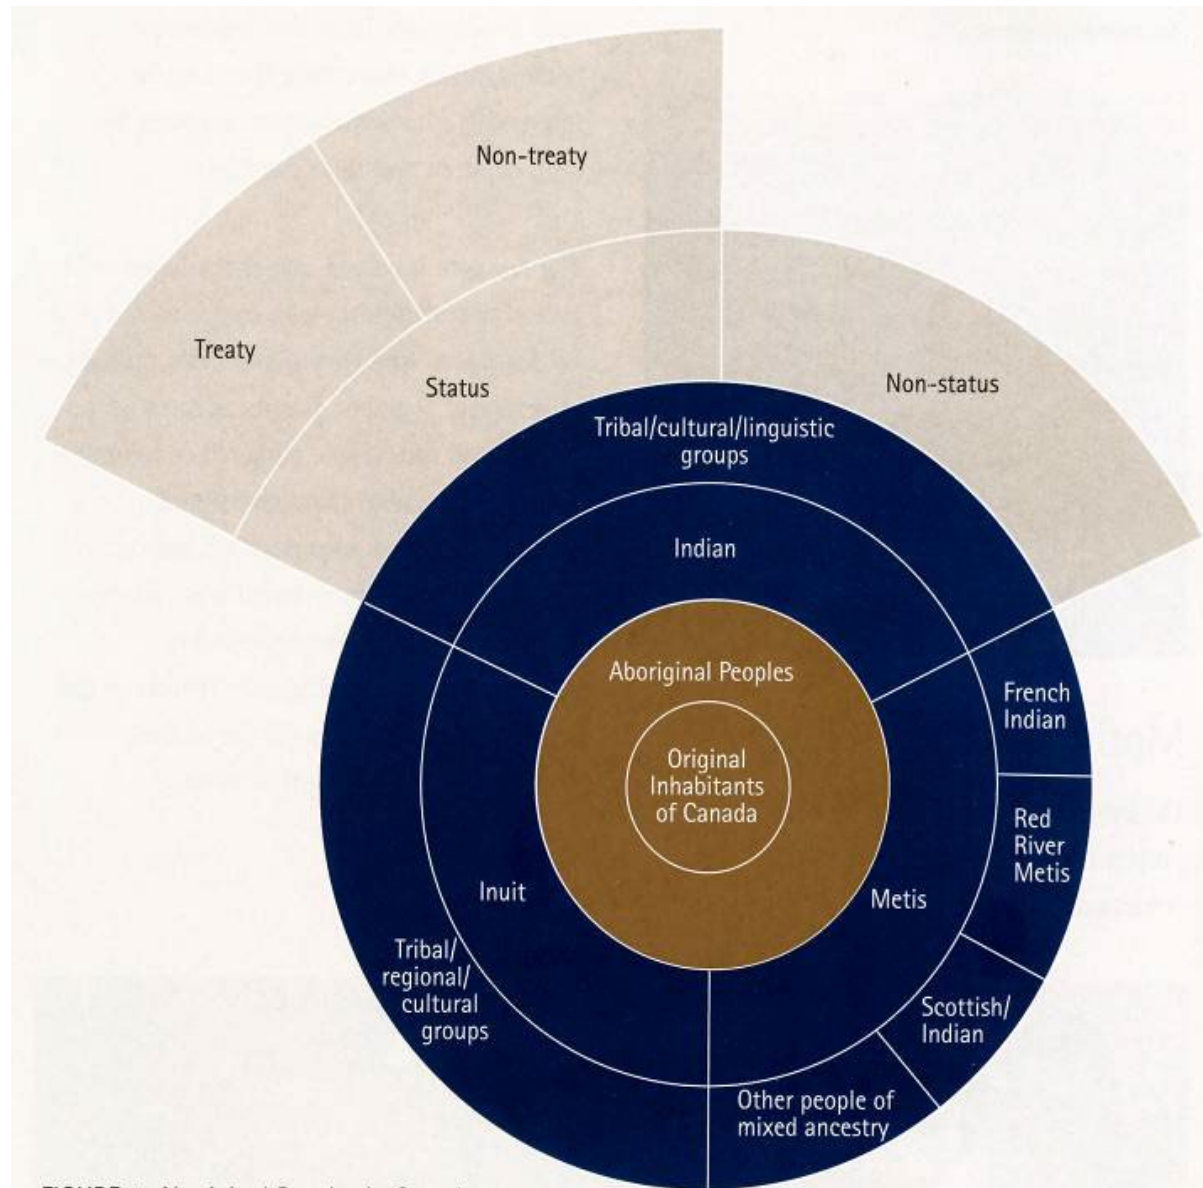 Non-treaty
Treaty
Status
Non-status
Tribal/cultural/linguistic
groups
Indian
Aboriginal Peoples
Original
Inhabitants
of Canada
French
Indian
Red
River
Metis
Inuit
Metis
Tribal/
regional/
cultural
groups
Scottish/
Indian
Other people of
mixed ancestry